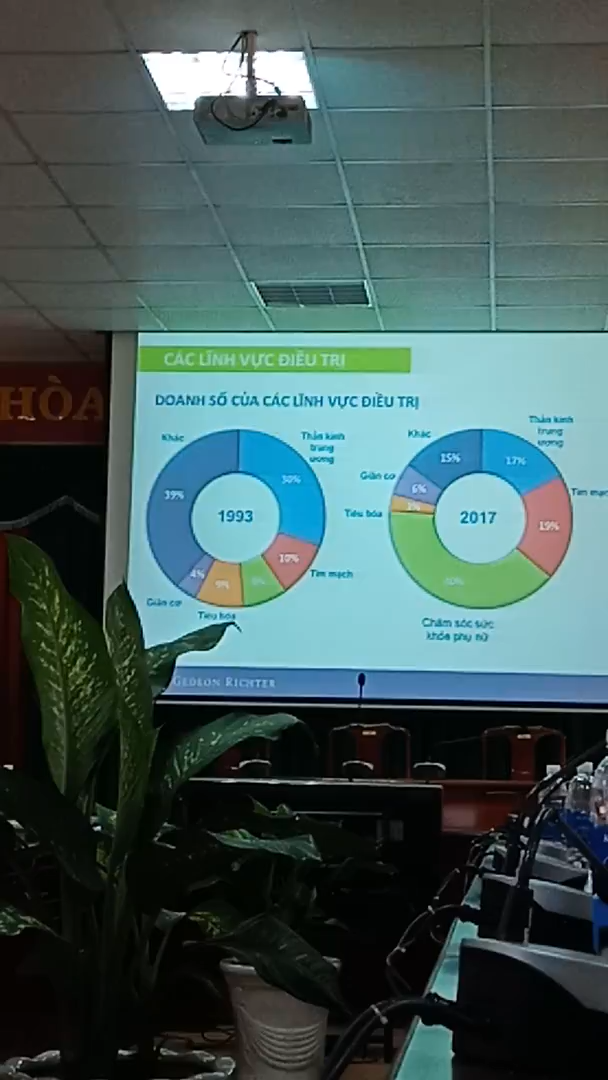 HÒA
CÁC LĨNH VỰC ĐIỀU TRỊ
DOANH SỐ CỦA CÁC LĨNH VỰC ĐIỀU TRỊ
Khác
Thần kinh
trung
ương
39%
30%
1993
4%
9%
10%
Giãn cơ
Tiêu hóa
Tim mạch
Khác
Thần kinh
trung
ương
15%
17%
Giãn cơ
6%
Tim
Tiêu hóa
2017
19%
Chăm sóc sức
khỏe phụ nữ
GEDEON RICHTER